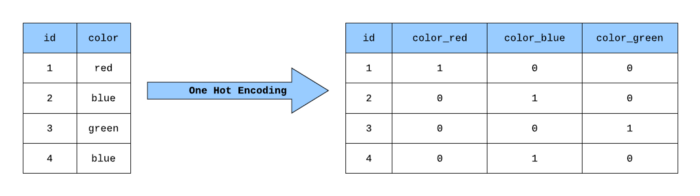 id color
1 red
2 blue
3 green
4 blue
One Hot Encoding
id color_red color_blue color_green
1 1 0 0
2 0 1 0
3 0 0 1
4 0 1 0